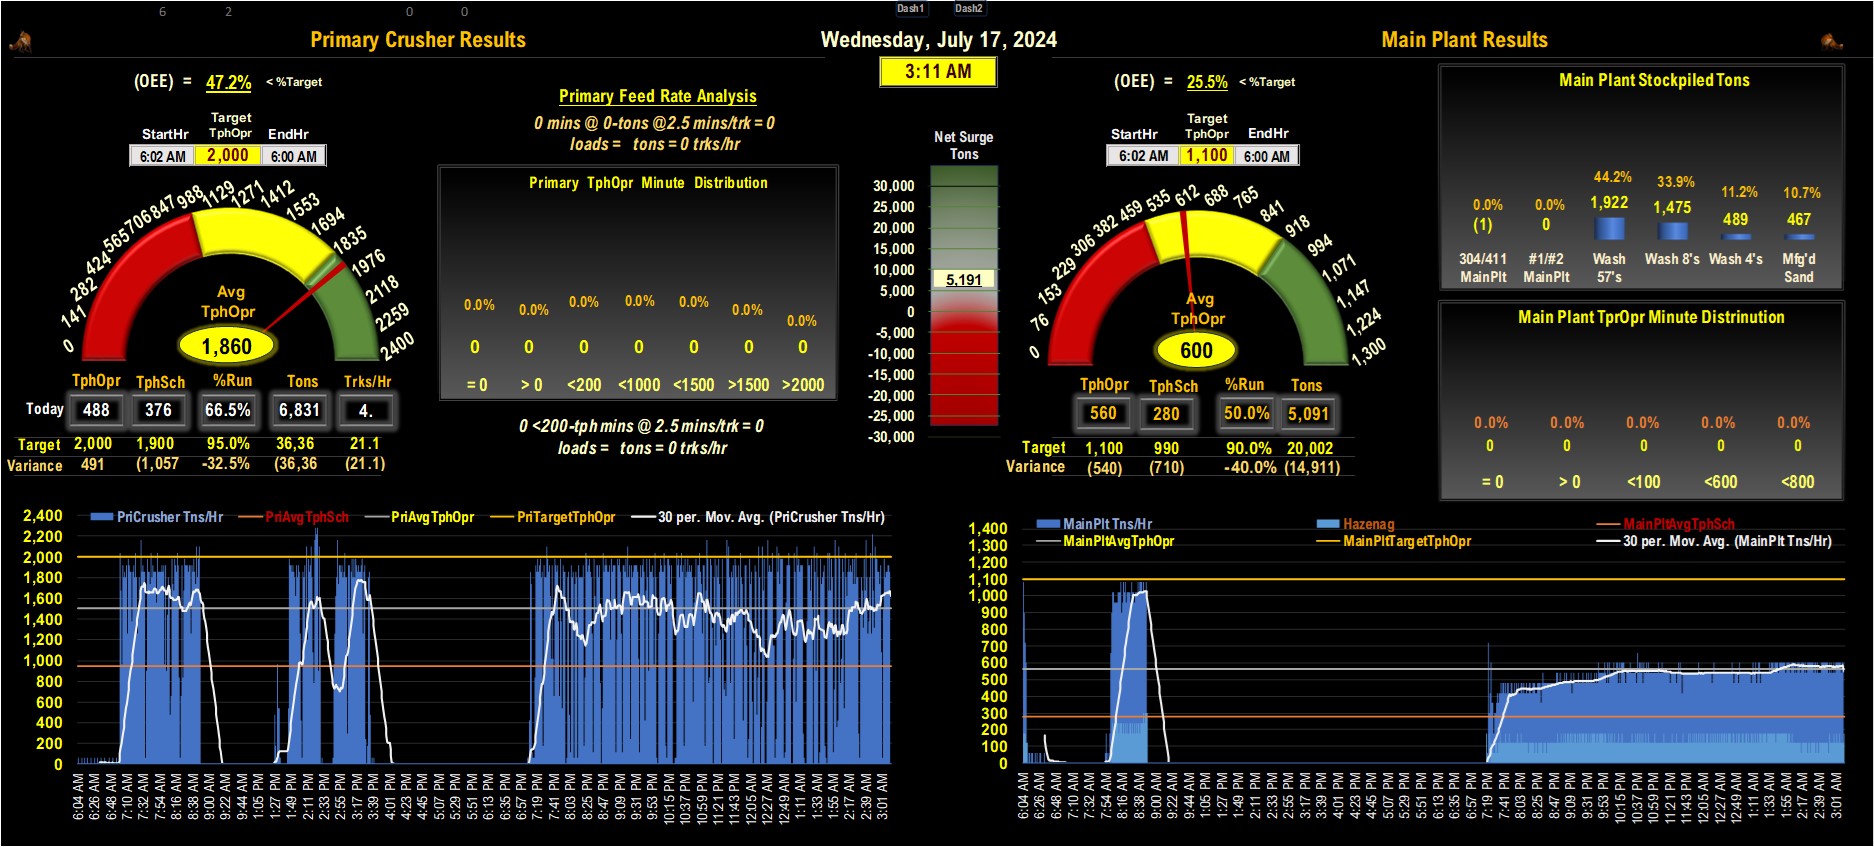 6 2 0 0 Dash1 Dash2
Primary Crusher Results
Wednesday, July 17, 2024
Main Plant Results
3:11 AM
(OEE) = 47.2% < %Target
StartHr Target TphOpr EndHr
6:02 AM 2,000 6:00 AM
0 141 282 424 565 706 847 988 1129 1271 1412 1553 1694 1835 1976 2118 2259 2400
Avg
TphOpr
1,860
TphOpr TphSch %Run Tons Trks/Hr
Today 488 376 66.5% 6,831 4.
Target 2,000 1,900 95.0% 36,36 21.1
Variance 491 (1,057 -32.5% (36,36 (21.1)
Primary Feed Rate Analysis
0 mins @ 0-tons @2.5 mins/trk = 0
loads = tons = 0 trks/hr
Primary TphOpr Minute Distribution
0.0% 0.0% 0.0% 0.0% 0.0% 0.0% 0.0%
0 0 0 0 0 0 0
= 0 > 0 <200 <1000 <1500 >1500 >2000
0 <200-tph mins @ 2.5 mins/trk = 0
loads = tons = 0 trks/hr
Net Surge
Tons
30,000
25,000
20,000
15,000
10,000
5,191
5,000
0
-5,000
-10,000
-15,000
-20,000
-25,000
-30,000
(OEE) = 25.5% < %Target
StartHr Target TphOpr EndHr
6:02 AM 1,100 6:00 AM
0 76 153 229 306 382 459 535 612 688 765 841 918 994 1,071 1,147 1,224 1,300
Avg
TphOpr
600
TphOpr TphSch %Run Tons
560 280 50.0% 5,091
Target 1,100 990 90.0% 20,002
Variance (540) (710) -40.0% (14,911)
Main Plant Stockpiled Tons
0.0% 0.0% 44.2% 33.9% 11.2% 10.7%
(1) 0 1,922 1,475 489 467
304/411 #1/#2 Wash Wash 8's Wash 4's Mfg'd
MainPlt MainPlt 57's Sand
Main Plant TprOpr Minute Distrinution
0.0% 0.0% 0.0% 0.0% 0.0%
0 0 0 0 0
= 0 > 0 <100 <600 <800
PriCrusher Tns/Hr PriAvgTphSch PriAvgTphOpr PriTargetTphOpr 30 per. Mov. Avg. (PriCrusher Tns/Hr)
2,400
2,200
2,000
1,800
1,600
1,400
1,200
1,000
800
600
400
200
0
6:04 AM 6:26 AM 6:48 AM 7:10 AM 7:32 AM 7:54 AM 8:16 AM 8:38 AM 9:00 AM 9:22 AM 9:44 AM 1:05 PM 1:27 PM 1:49 PM 2:11 PM 2:33 PM 2:55 PM 3:17 PM 3:39 PM 4:01 PM 4:23 PM 4:45 PM 5:07 PM 5:29 PM 5:51 PM 6:13 PM 6:35 PM 6:57 PM 7:19 PM 7:41 PM 8:03 PM 8:25 PM 8:47 PM 9:09 PM 9:31 PM 9:53 PM 10:15 PM 10:37 PM 10:59 PM 11:21 PM 11:43 PM 12:05 AM 12:27 AM 12:49 AM 1:11 AM 1:33 AM 1:55 AM 2:17 AM 2:39 AM 3:01 AM
MainPlt Tns/Hr Hazenag MainPltAvgTphSch
MainPltAvgTphOpr MainPltTargetTphOpr 30 per. Mov. Avg. (MainPlt Tns/Hr)
1,400
1,300
1,200
1,100
1,000
900
800
700
600
500
400
300
200
100
0
6:04 AM 6:26 AM 6:48 AM 7:10 AM 7:32 AM 7:54 AM 8:16 AM 8:38 AM 9:00 AM 9:22 AM 9:44 AM 1:05 PM 1:27 PM 1:49 PM 2:11 PM 2:33 PM 2:55 PM 3:17 PM 3:39 PM 4:01 PM 4:23 PM 4:45 PM 5:07 PM 5:29 PM 5:51 PM 6:13 PM 6:35 PM 6:57 PM 7:19 PM 7:41 PM 8:03 PM 8:25 PM 8:47 PM 9:09 PM 9:31 PM 9:53 PM 10:15 PM 10:37 PM 10:59 PM 11:21 PM 11:43 PM 12:05 AM 12:27 AM 12:49 AM 1:11 AM 1:33 AM 1:55 AM 2:17 AM 2:39 AM 3:01 AM